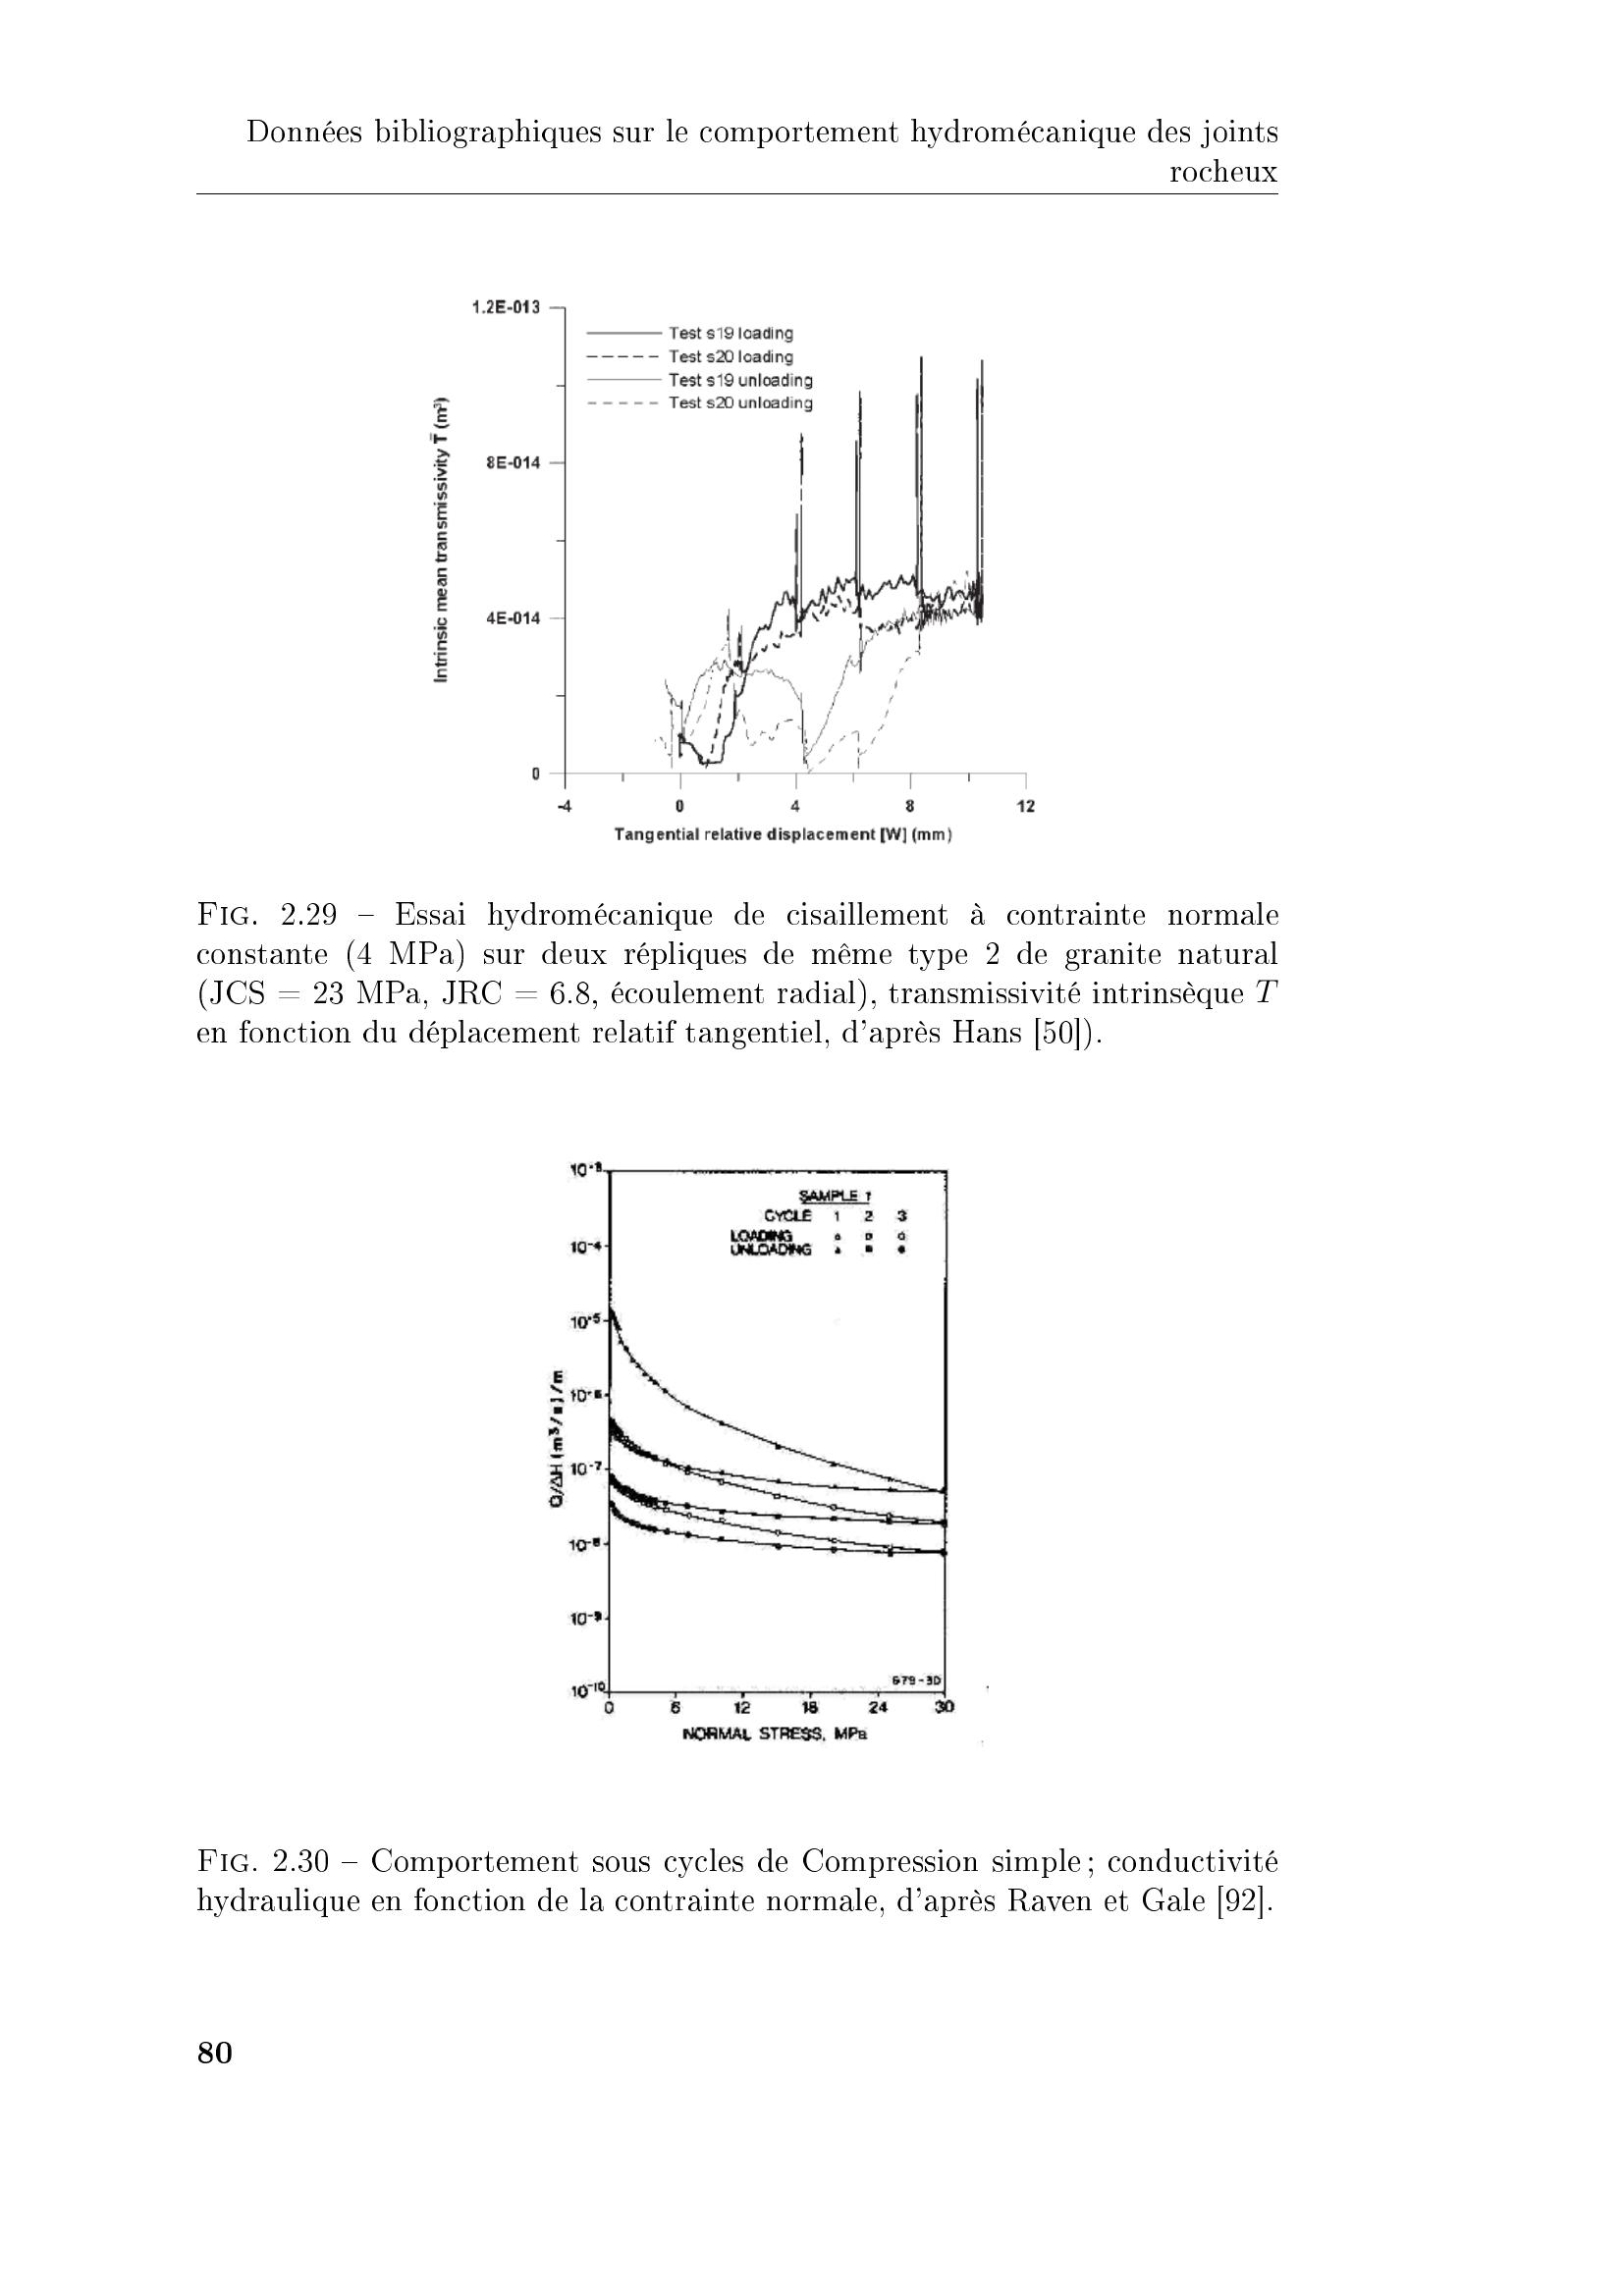 Données bibliographiques sur le comportement hydromécanique des joints
rocheux
1.2E-013
Test s19 loading
Test s20 loading
Test s19 unloading
Test s20 unloading
Intrinsic mean transmissivity T̄ (m³)
8E-014
4E-014
0
-4 0 4 8 12
Tangential relative displacement [W] (mm)
FIG. 2.29 – Essai hydromécanique de cisaillement à contrainte normale
constante (4 MPa) sur deux répliques de même type 2 de granite natural
(JCS = 23 MPa, JRC = 6.8, écoulement radial), transmissivité intrinsèque T
en fonction du déplacement relatif tangentiel, d'après Hans [50]).
10⁻³
SAMPLE 1
CYCLE 1 2 3
LOADING
UNLOADING
10⁻⁴
10⁻⁵
10⁻⁶
Q/ΔH (m³/s)/m
10⁻⁷
10⁻⁸
10⁻⁹
10⁻¹⁰
0 6 12 18 24 30
NORMAL STRESS, MPa
FIG. 2.30 – Comportement sous cycles de Compression simple ; conductivité
hydraulique en fonction de la contrainte normale, d'après Raven et Gale [92].
80